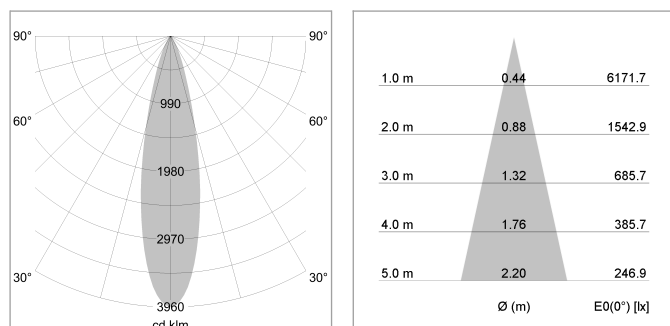 90° 90°
990
60° 60°
1980
2970
30° 30°
3960
cd klm
1.0 m 0.44 6171.7
2.0 m 0.88 1542.9
3.0 m 1.32 685.7
4.0 m 1.76 385.7
5.0 m 2.20 246.9
Ø (m) E0(0°) [lx]